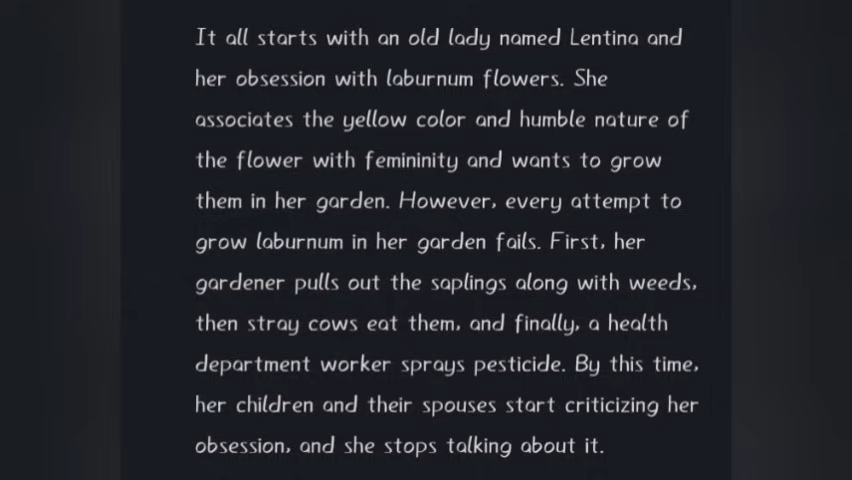 It all starts with an old lady named Lentina and
her obsession with laburnum flowers. She
associates the yellow color and humble nature of
the flower with femininity and wants to grow
them in her garden. However, every attempt to
grow laburnum in her garden fails. First, her
gardener pulls out the saplings along with weeds,
then stray cows eat them, and finally, a health
department worker sprays pesticide. By this time,
her children and their spouses start criticizing her
obsession, and she stops talking about it.